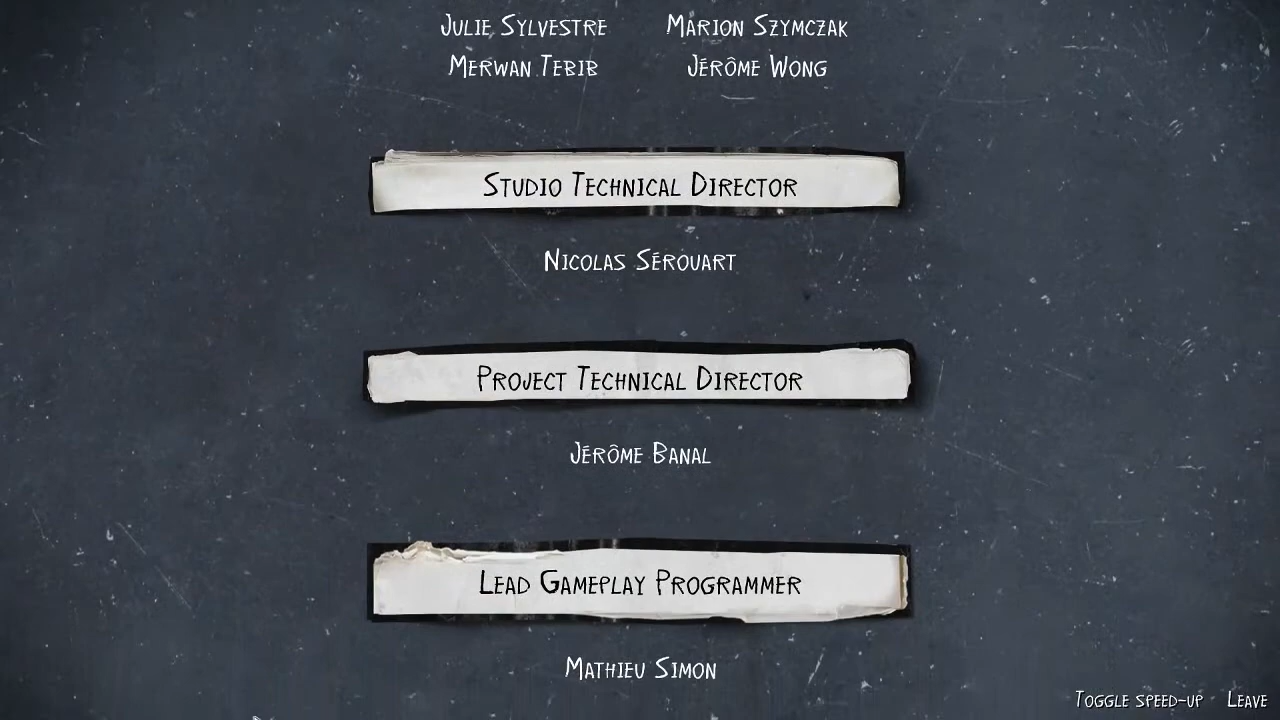 Julie Sylvestre Marion Szymczak
Merwan Tebib Jérôme Wong
Studio Technical Director
Nicolas Sérouart
Project Technical Director
Jérôme Banal
Lead Gameplay Programmer
Mathieu Simon
Toggle speed-up Leave